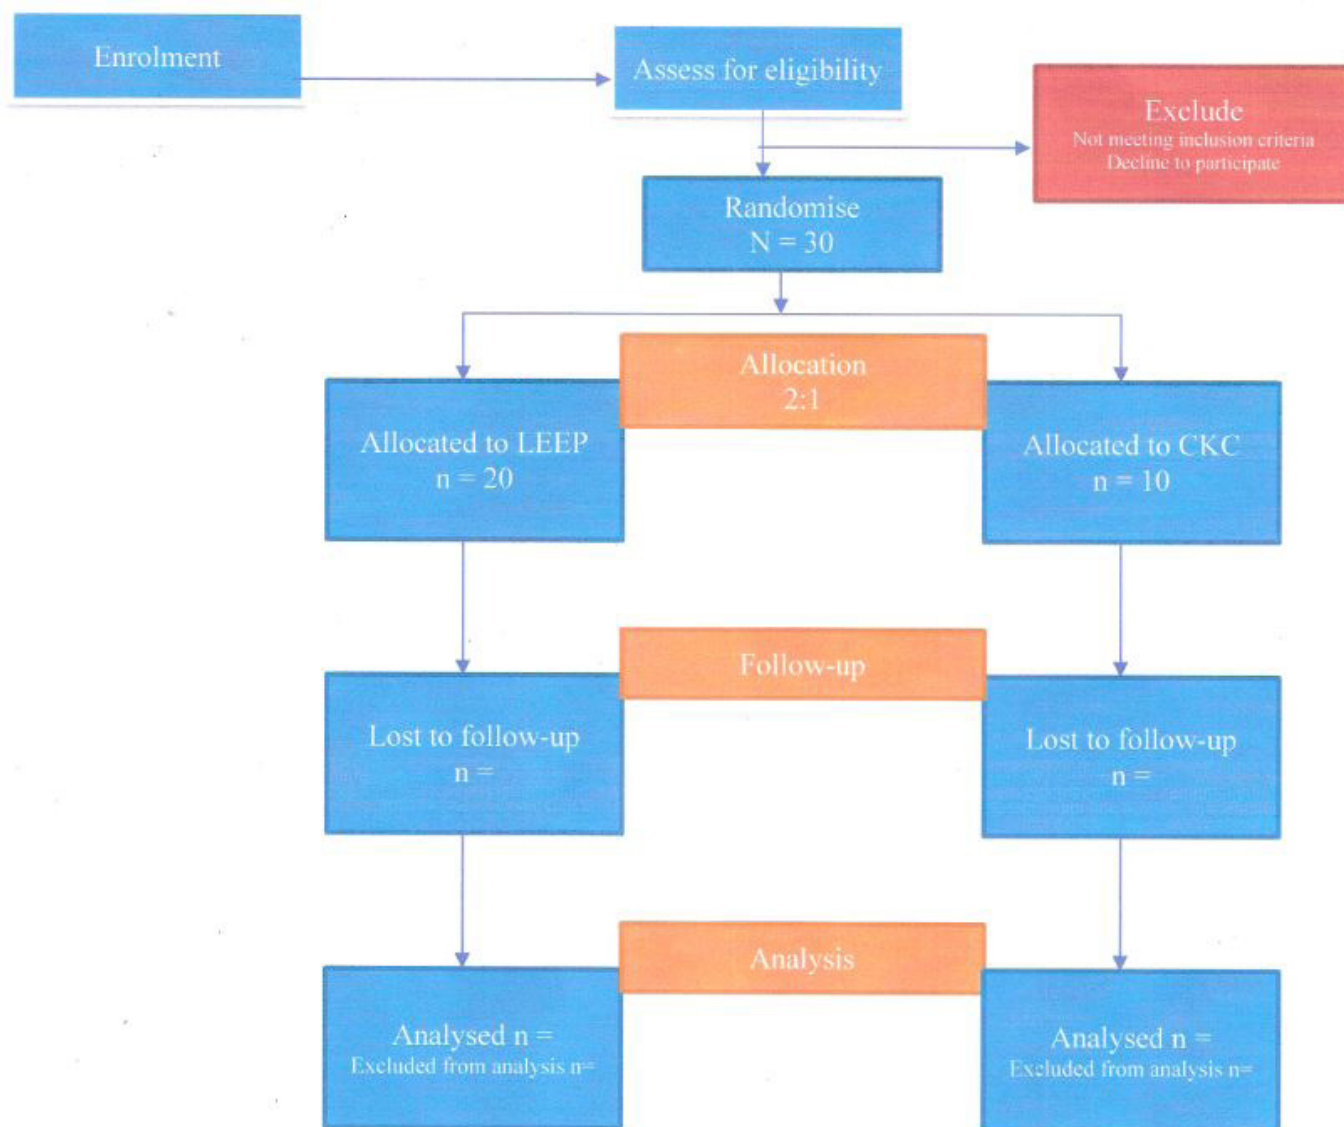 Enrolment
Assess for eligibility
Exclude
Not meeting inclusion criteria
Decline to participate
Randomise
N = 30
Allocation
2:1
Allocated to LEEP
n = 20
Allocated to CKC
n = 10
Follow-up
Lost to follow-up
n =
Lost to follow-up
n =
Analysis
Analysed n =
Excluded from analysis n=
Analysed n =
Excluded from analysis n=